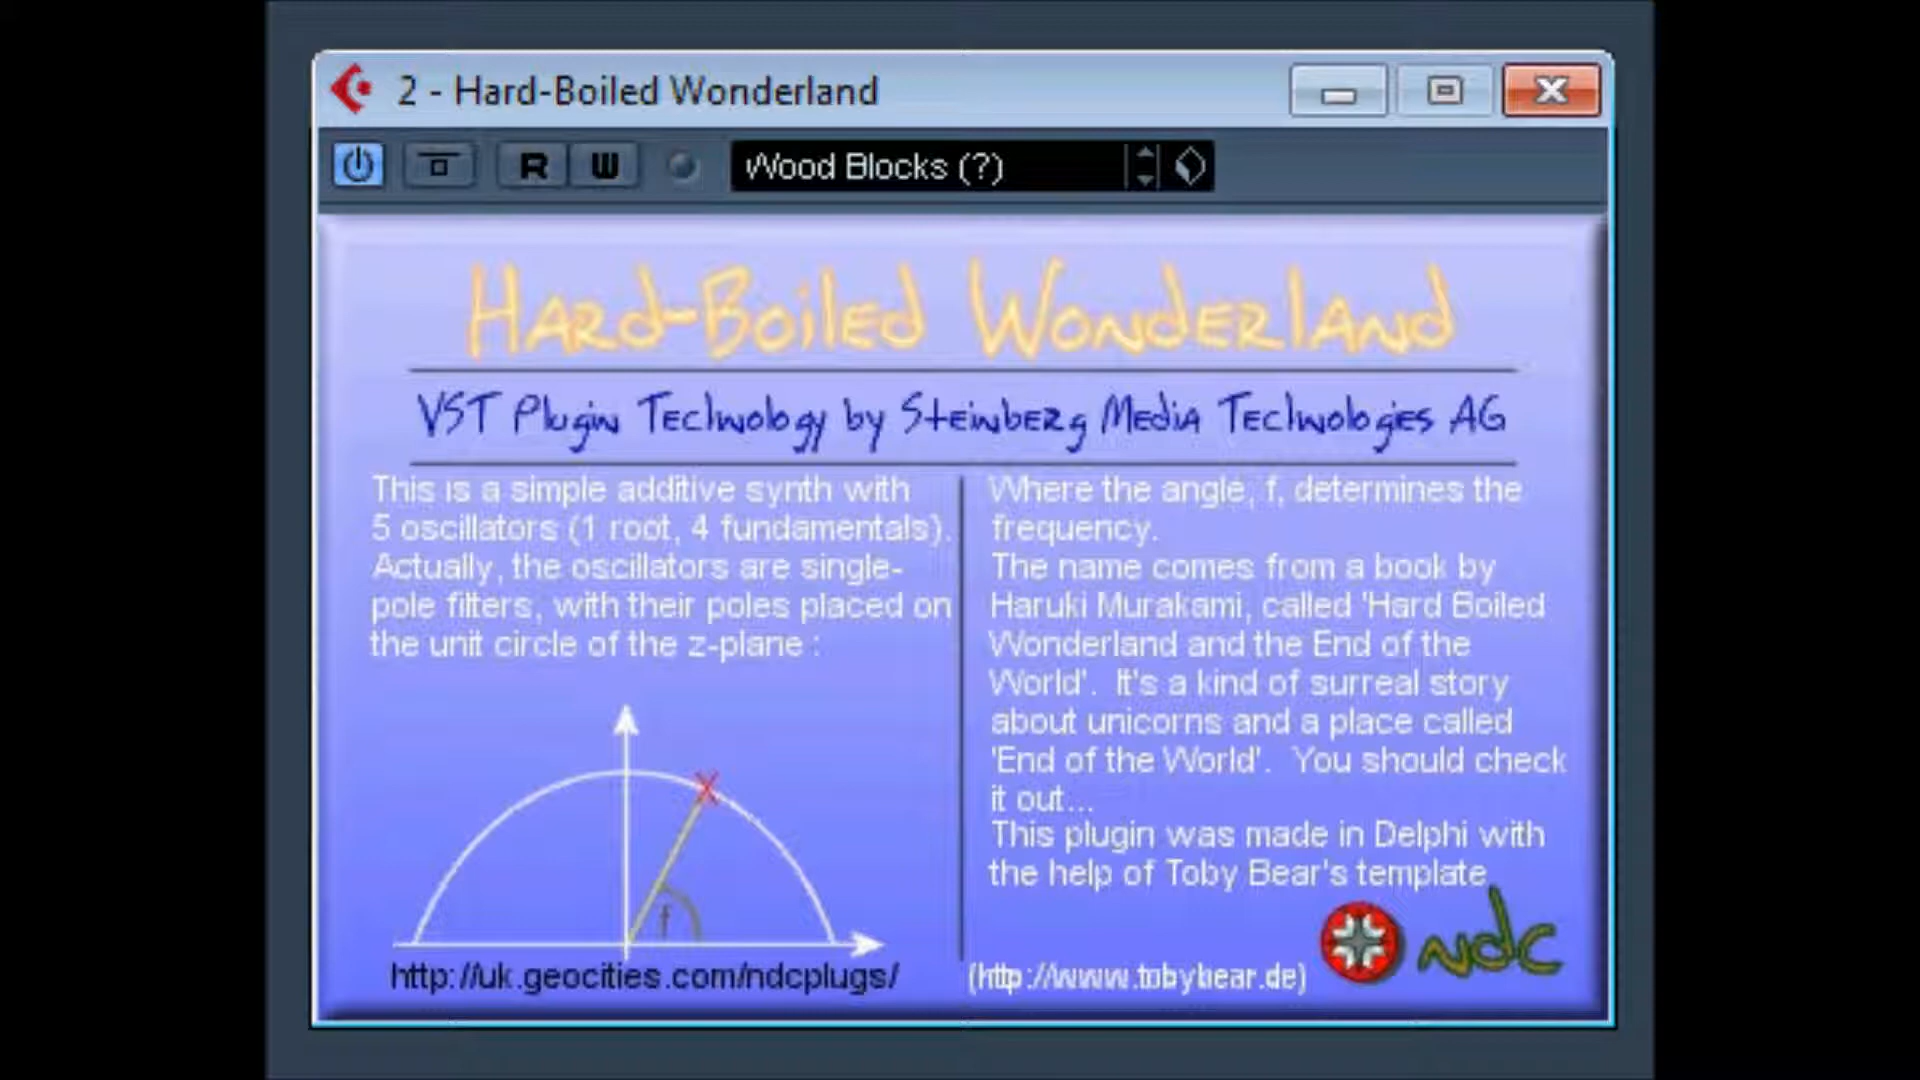 2 - Hard-Boiled Wonderland
R W Wood Blocks (?)
Hard-Boiled Wonderland
VST Plugin Technology by Steinberg Media Technologies AG
This is a simple additive synth with
5 oscillators (1 root, 4 fundamentals).
Actually, the oscillators are single-
pole filters, with their poles placed on
the unit circle of the z-plane :
f
http://uk.geocities.com/ndcplugs/
Where the angle, f, determines the
frequency.
The name comes from a book by
Haruki Murakami, called 'Hard Boiled
Wonderland and the End of the
World'. It's a kind of surreal story
about unicorns and a place called
'End of the World'. You should check
it out...
This plugin was made in Delphi with
the help of Toby Bear's template
(http://www.tobybear.de)
ndc